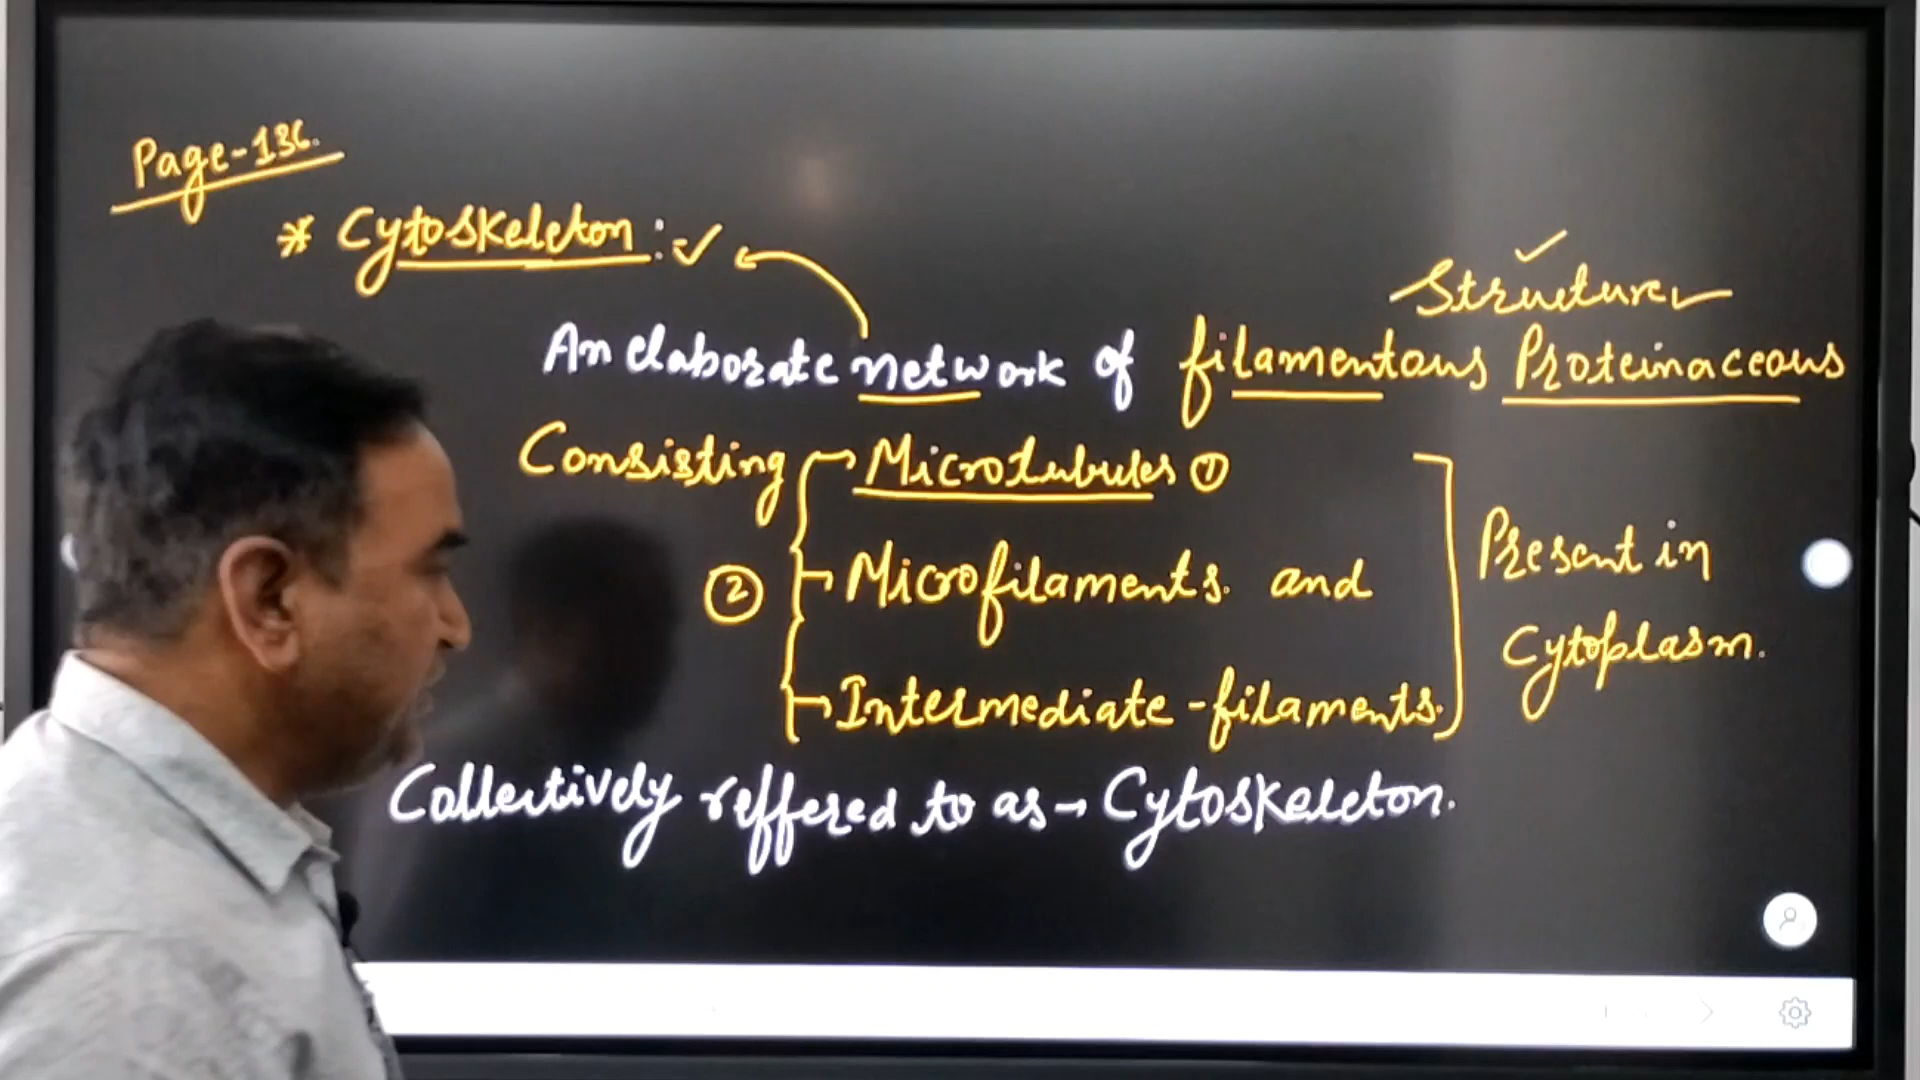 Page-136.
* Cytoskeleton :-
Structure
An elaborate network of filamentous Proteinaceous
Consisting
Microtubules ①
② Microfilaments. and
Present in
Cytoplasm.
Intermediate-filaments.
Collectively reffered to as → Cytoskeleton.